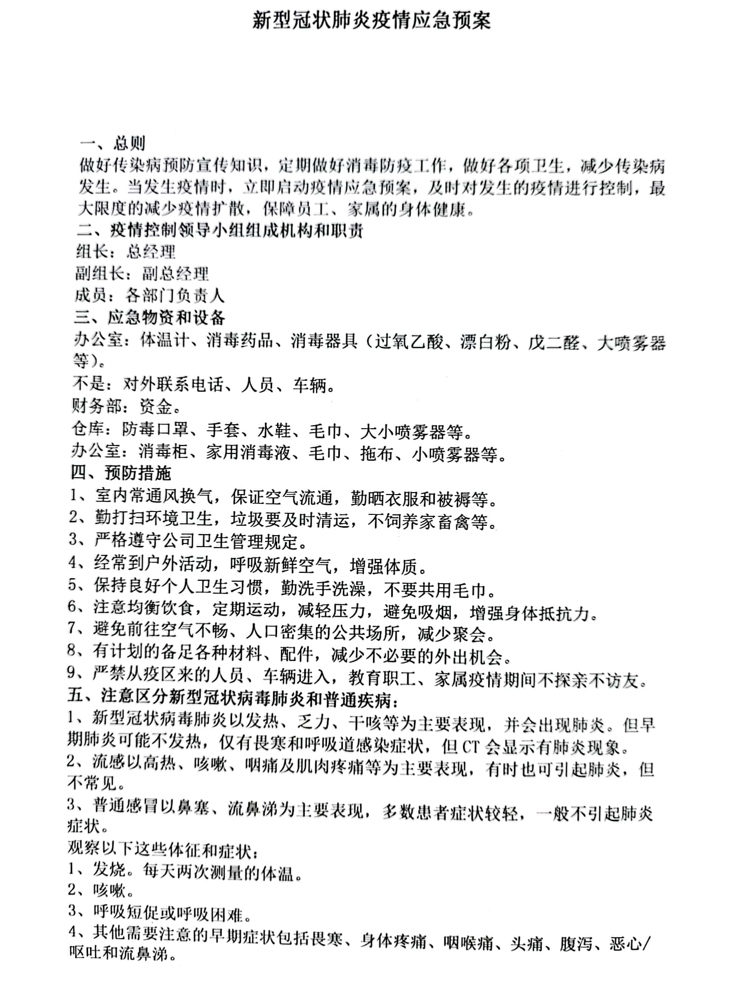 新型冠状肺炎疫情应急预案
一、总则
做好传染病预防宣传知识，定期做好消毒防疫工作，做好各项卫生，减少传染病
发生。当发生疫情时，立即启动疫情应急预案，及时对发生的疫情进行控制，最
大限度的减少疫情扩散，保障员工、家属的身体健康。
二、疫情控制领导小组组成机构和职责
组长：总经理
副组长：副总经理
成员：各部门负责人
三、应急物资和设备
办公室：体温计、消毒药品、消毒器具（过氧乙酸、漂白粉、戊二醛、大喷雾器
等）。
不是：对外联系电话、人员、车辆。
财务部：资金。
仓库：防毒口罩、手套、水鞋、毛巾、大小喷雾器等。
办公室：消毒柜、家用消毒液、毛巾、拖布、小喷雾器等。
四、预防措施
1、室内常通风换气，保证空气流通，勤晒衣服和被褥等。
2、勤打扫环境卫生，垃圾要及时清运，不饲养家畜禽等。
3、严格遵守公司卫生管理规定。
4、经常到户外活动，呼吸新鲜空气，增强体质。
5、保持良好个人卫生习惯，勤洗手洗澡，不要共用毛巾。
6、注意均衡饮食，定期运动，减轻压力，避免吸烟，增强身体抵抗力。
7、避免前往空气不畅、人口密集的公共场所，减少聚会。
8、有计划的备足各种材料、配件，减少不必要的外出机会。
9、严禁从疫区来的人员、车辆进入，教育职工、家属疫情期间不探亲不访友。
五、注意区分新型冠状病毒肺炎和普通疾病：
1、新型冠状病毒肺炎以发热、乏力、干咳等为主要表现，并会出现肺炎。但早
期肺炎可能不发热，仅有畏寒和呼吸道感染症状，但 CT 会显示有肺炎现象。
2、流感以高热、咳嗽、咽痛及肌肉疼痛等为主要表现，有时也可引起肺炎，但
不常见。
3、普通感冒以鼻塞、流鼻涕为主要表现，多数患者症状较轻，一般不引起肺炎
症状。
观察以下这些体征和症状：
1、发烧。每天两次测量的体温。
2、咳嗽。
3、呼吸短促或呼吸困难。
4、其他需要注意的早期症状包括畏寒、身体疼痛、咽喉痛、头痛、腹泻、恶心/
呕吐和流鼻涕。